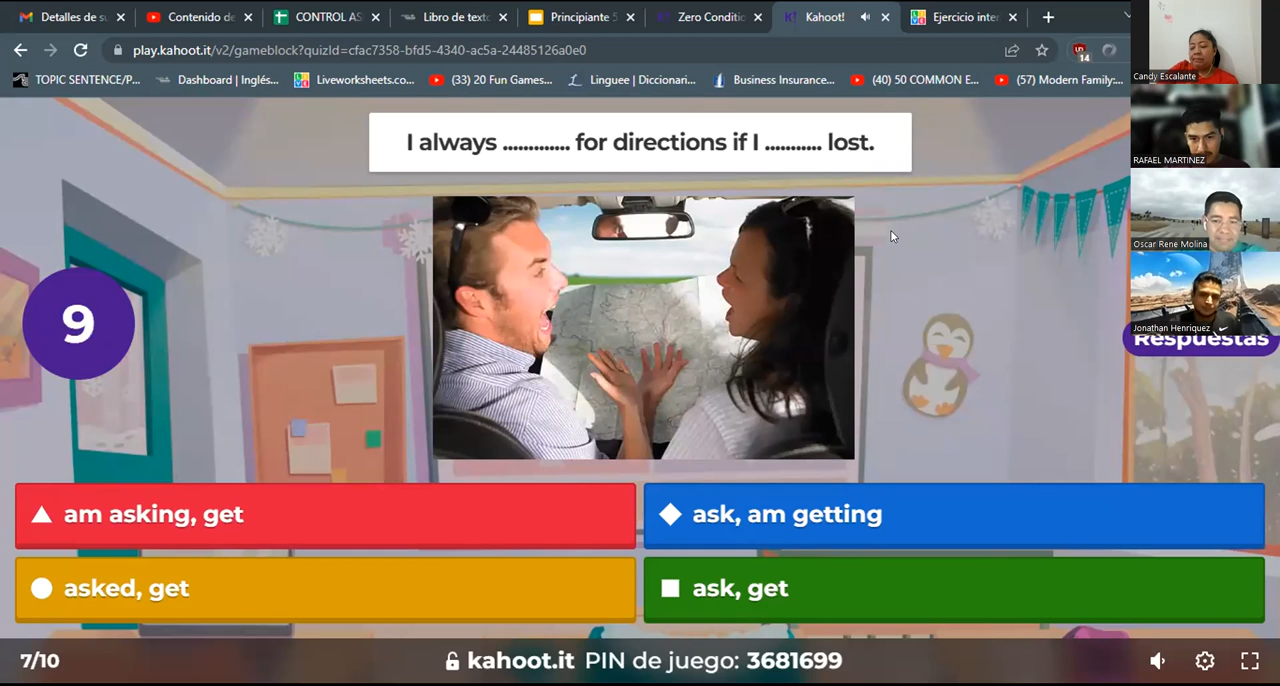 Detalles de su
Contenido de
CONTROL AS
Libro de texto
Principiante 5
Zero Conditio
Kahoot!
Ejercicio inter
play.kahoot.it/v2/gameblock?quizId=cfac7358-bfd5-4340-ac5a-24485126a0e0
14
TOPIC SENTENCE/P...
Dashboard | Inglés...
Liveworksheets.co...
(33) 20 Fun Games...
Linguee | Diccionari...
Business Insurance...
(40) 50 COMMON E...
(57) Modern Family:...
Candy Escalante
RAFAEL MARTINEZ
Oscar Rene Molina
Jonathan Henriquez
I always ............. for directions if I ........... lost.
9
Respuestas
am asking, get
ask, am getting
asked, get
ask, get
7/10
kahoot.it PIN de juego: 3681699